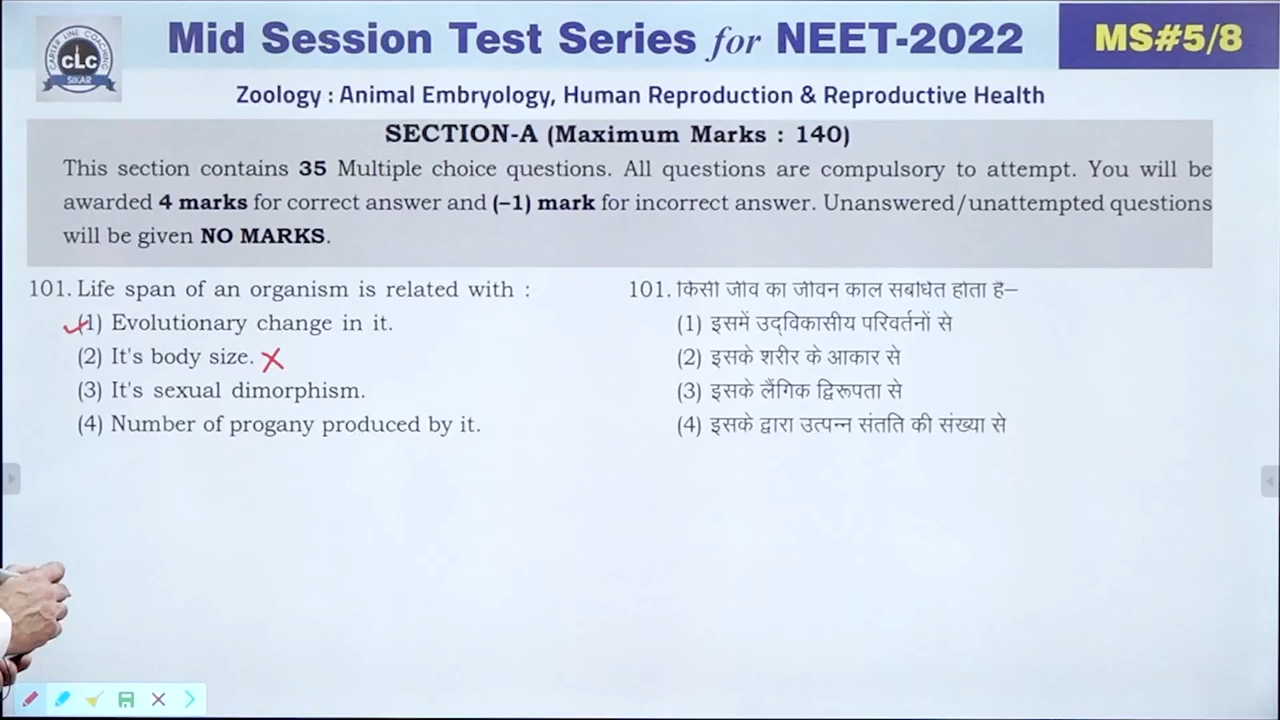 CAREER LINE COACHING
CLC
SIKAR
Mid Session Test Series for NEET-2022
MS#5/8
Zoology : Animal Embryology, Human Reproduction & Reproductive Health
SECTION-A (Maximum Marks : 140)
This section contains 35 Multiple choice questions. All questions are compulsory to attempt. You will be
awarded 4 marks for correct answer and (−1) mark for incorrect answer. Unanswered/unattempted questions
will be given NO MARKS.
101. Life span of an organism is related with :
(1) Evolutionary change in it.
(2) It's body size.
(3) It's sexual dimorphism.
(4) Number of progany produced by it.
101. किसी जीव का जीवन काल संबंधित होता है–
(1) इसमें उद्विकासीय परिवर्तनों से
(2) इसके शरीर के आकार से
(3) इसके लैंगिक द्विरूपता से
(4) इसके द्वारा उत्पन्न संतति की संख्या से